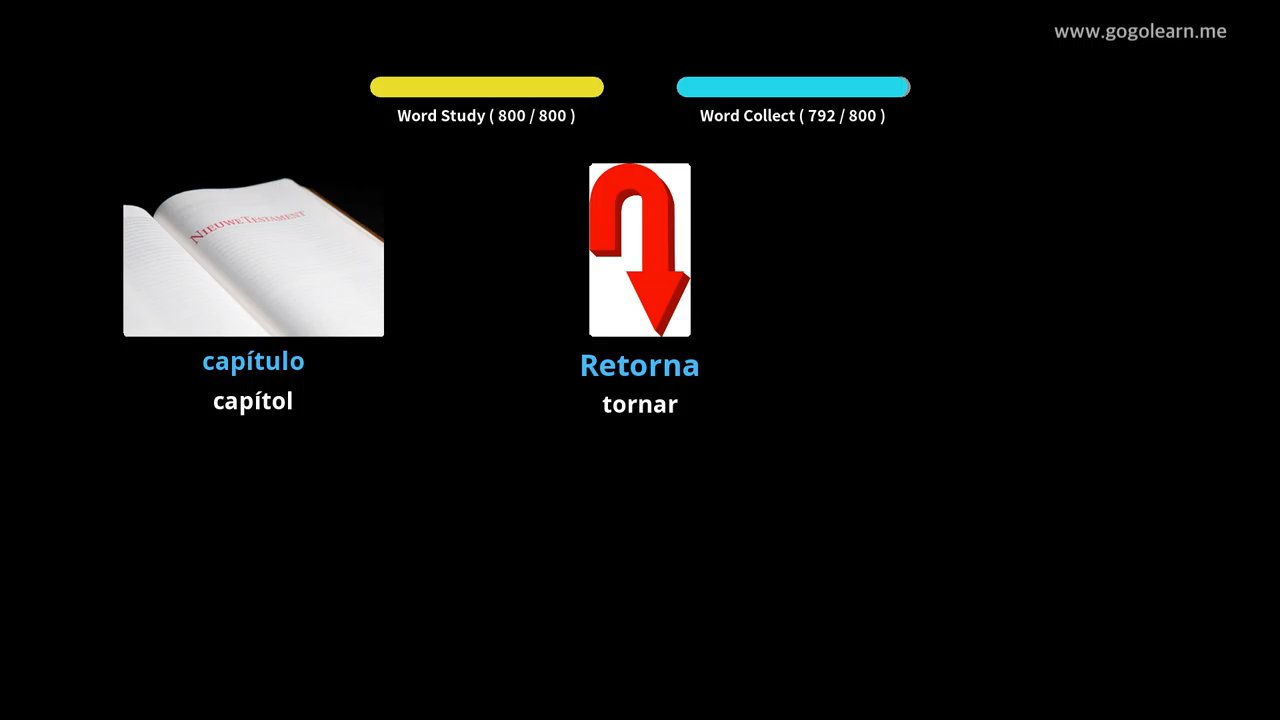 www.gogolearn.me
Word Study ( 800 / 800 )
Word Collect ( 792 / 800 )
NIEUWE TESTAMENT
capítulo
capítol
Retorna
tornar